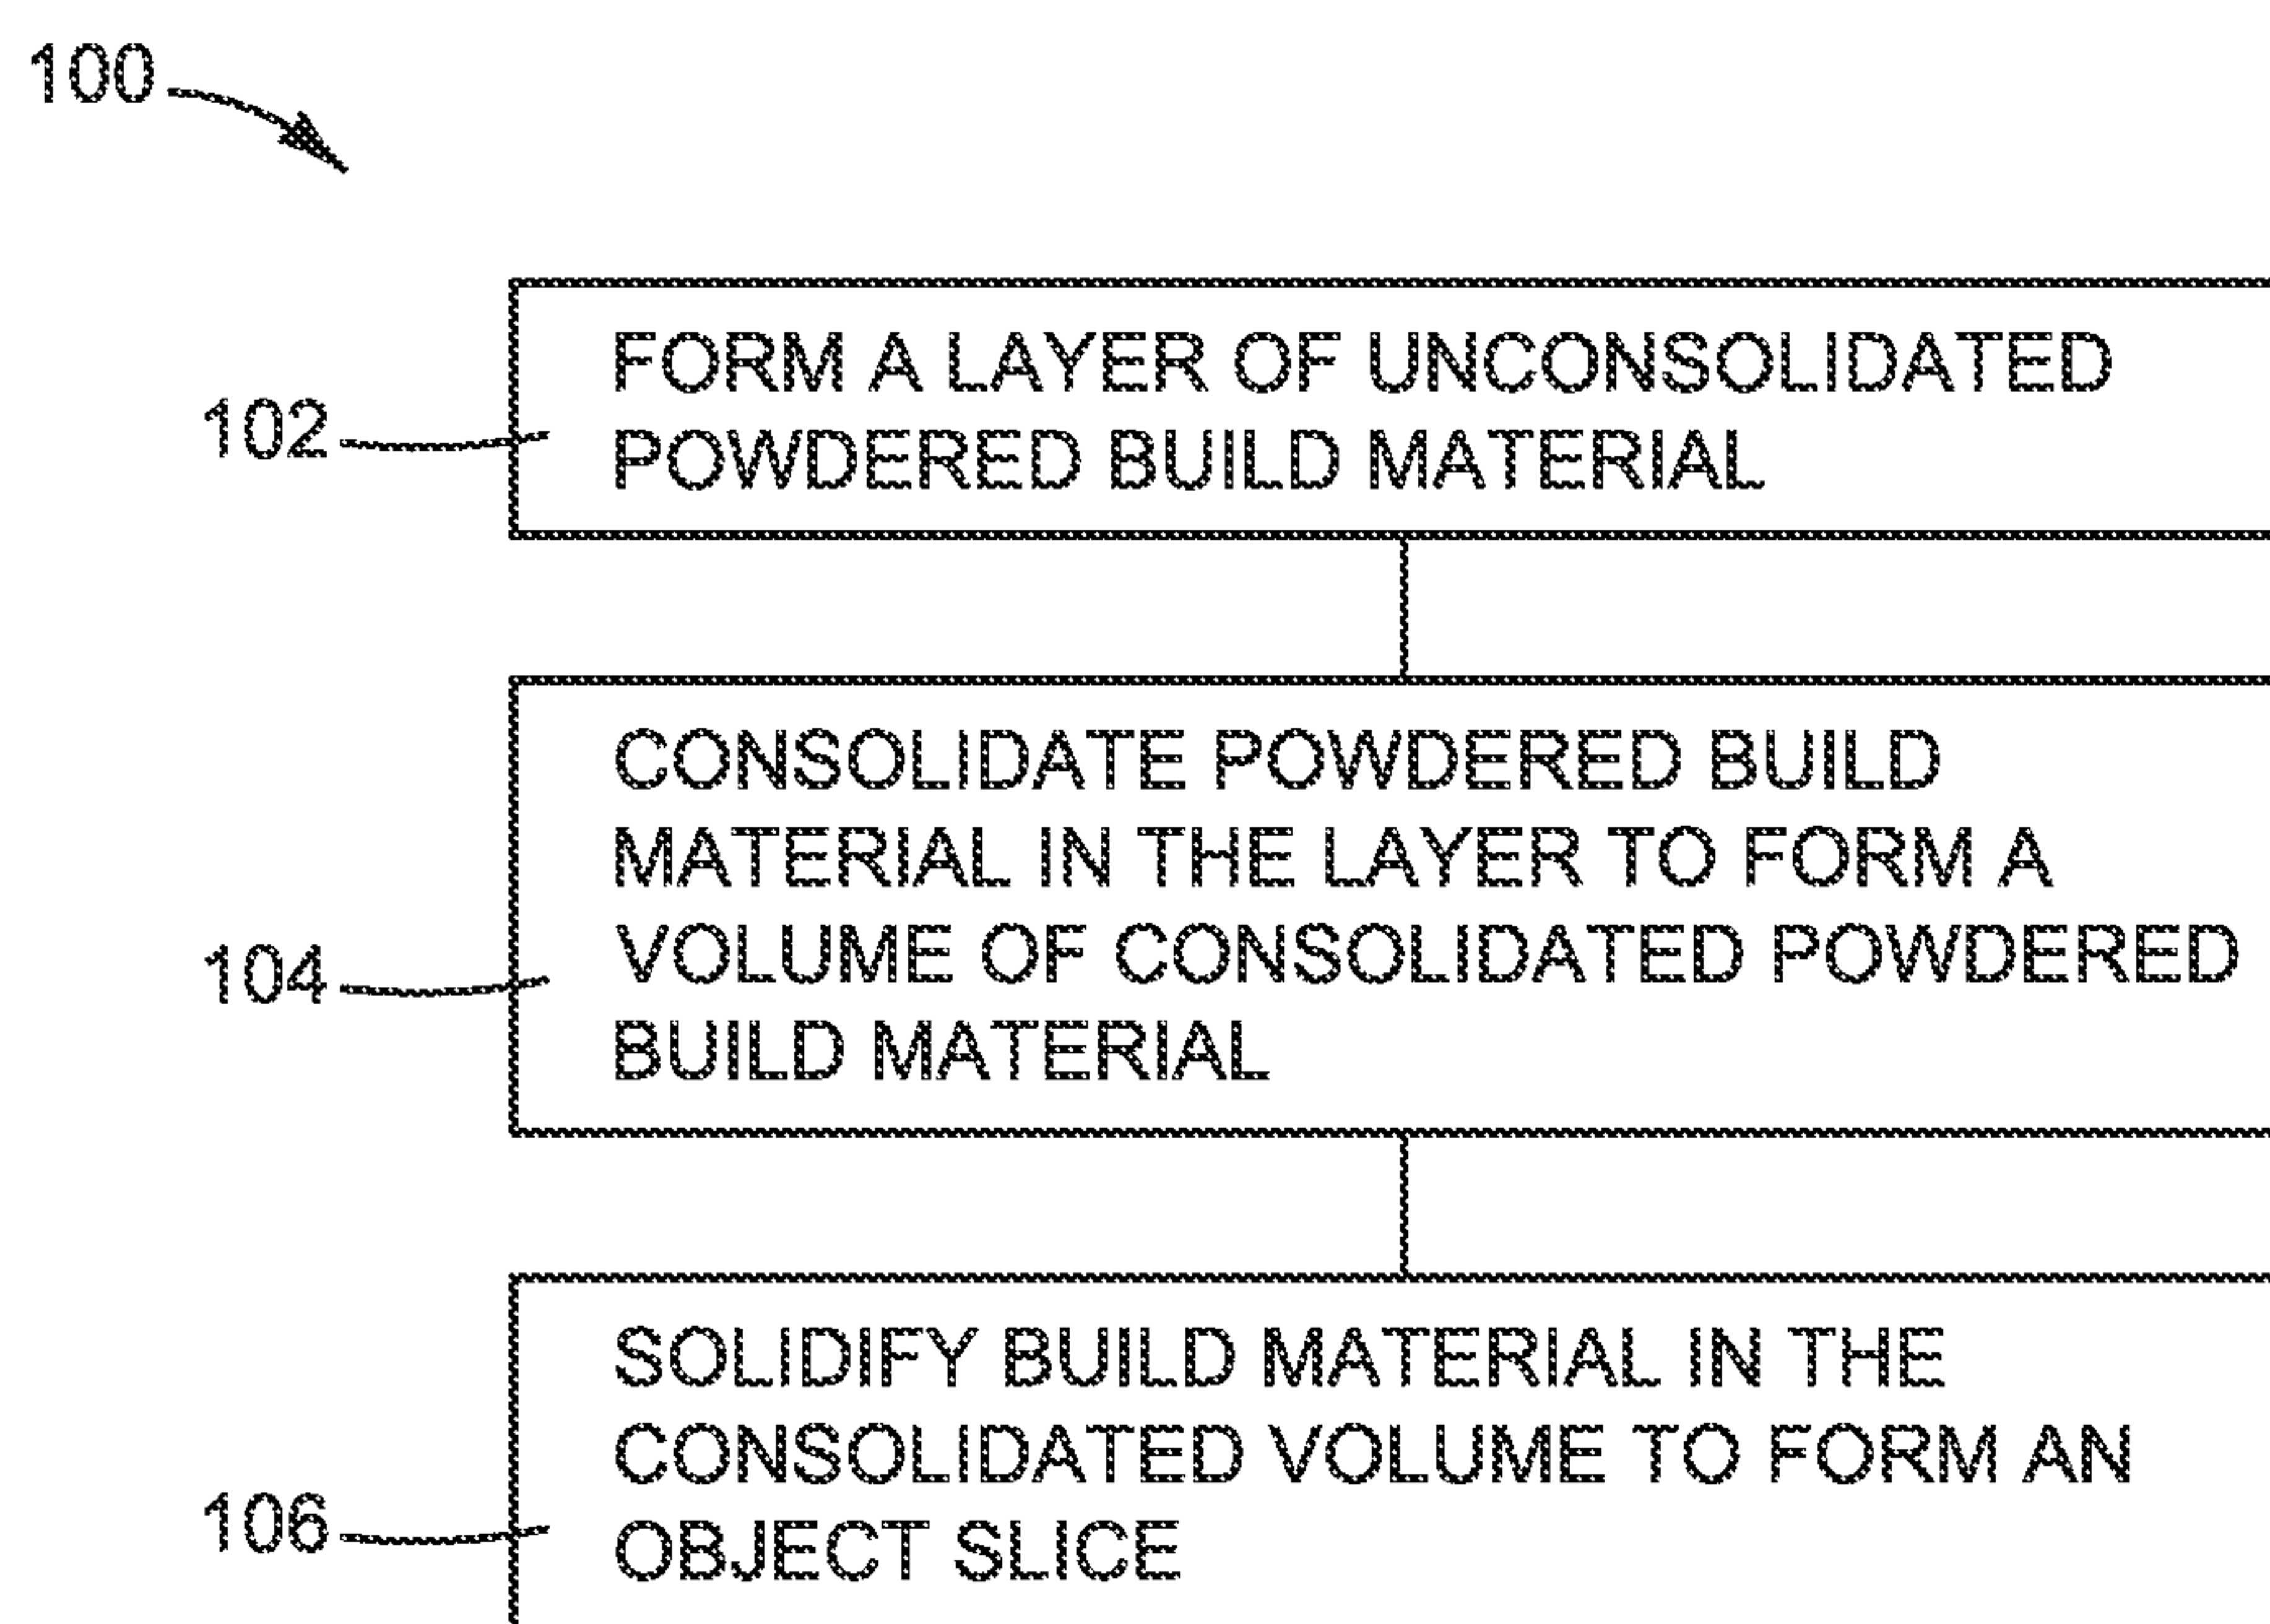 100
FORM A LAYER OF UNCONSOLIDATED
102
POWDERED BUILD MATERIAL
CONSOLIDATE POWDERED BUILD
MATERIAL IN THE LAYER TO FORM A
104
VOLUME OF CONSOLIDATED POWDERED
BUILD MATERIAL
SOLIDIFY BUILD MATERIAL IN THE
CONSOLIDATED VOLUME TO FORM AN
106
OBJECT SLICE